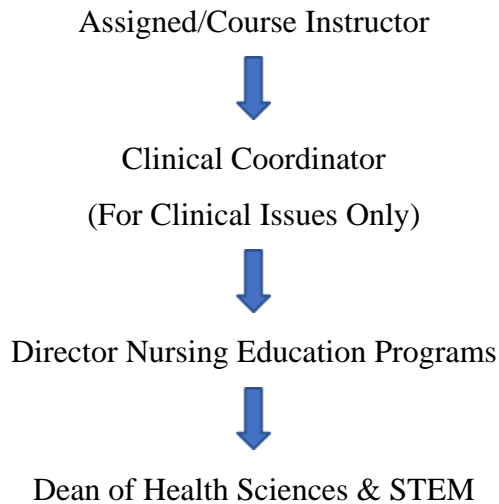 Assigned/Course Instructor
Clinical Coordinator
(For Clinical Issues Only)
Director Nursing Education Programs
Dean of Health Sciences & STEM